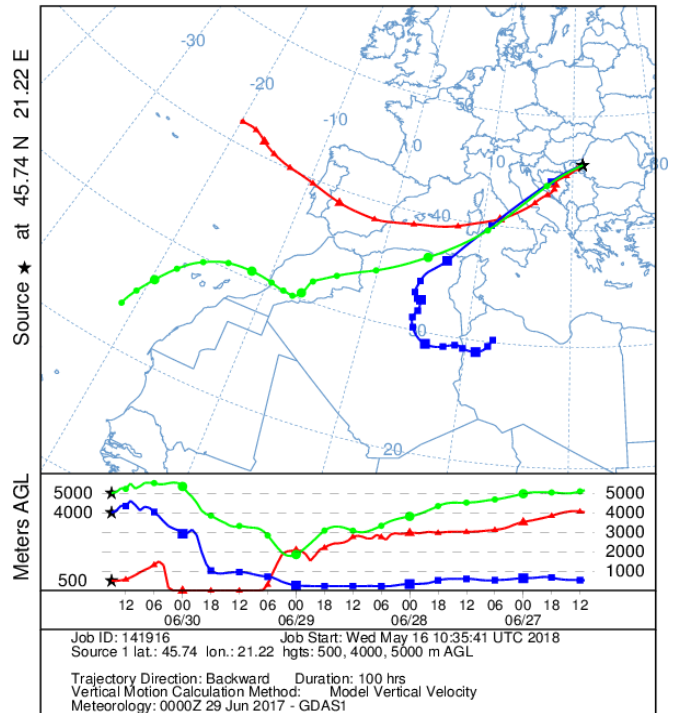 Source ★ at 45.74 N 21.22 E
-30
-20
-10
0
10
50
30
40
30
20
Meters AGL
5000
4000
500
5000
4000
3000
2000
1000
12 06 00 18 12 06 00 18 12 06 00 18 12 06 00 18 12
06/30 06/29 06/28 06/27
Job ID: 141916 Job Start: Wed May 16 10:35:41 UTC 2018
Source 1 lat.: 45.74 lon.: 21.22 hgts: 500, 4000, 5000 m AGL
Trajectory Direction: Backward Duration: 100 hrs
Vertical Motion Calculation Method: Model Vertical Velocity
Meteorology: 0000Z 29 Jun 2017 - GDAS1